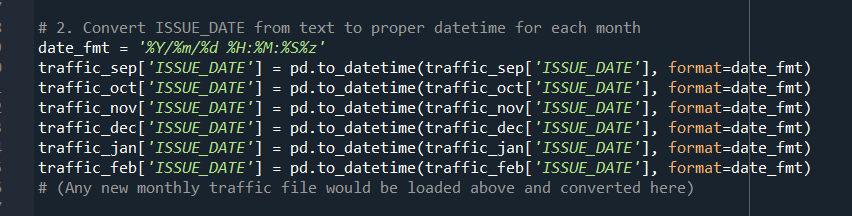 # 2. Convert ISSUE_DATE from text to proper datetime for each month
date_fmt = '%Y/%m/%d %H:%M:%S%z'
traffic_sep['ISSUE_DATE'] = pd.to_datetime(traffic_sep['ISSUE_DATE'], format=date_fmt)
traffic_oct['ISSUE_DATE'] = pd.to_datetime(traffic_oct['ISSUE_DATE'], format=date_fmt)
traffic_nov['ISSUE_DATE'] = pd.to_datetime(traffic_nov['ISSUE_DATE'], format=date_fmt)
traffic_dec['ISSUE_DATE'] = pd.to_datetime(traffic_dec['ISSUE_DATE'], format=date_fmt)
traffic_jan['ISSUE_DATE'] = pd.to_datetime(traffic_jan['ISSUE_DATE'], format=date_fmt)
traffic_feb['ISSUE_DATE'] = pd.to_datetime(traffic_feb['ISSUE_DATE'], format=date_fmt)
# (Any new monthly traffic file would be loaded above and converted here)